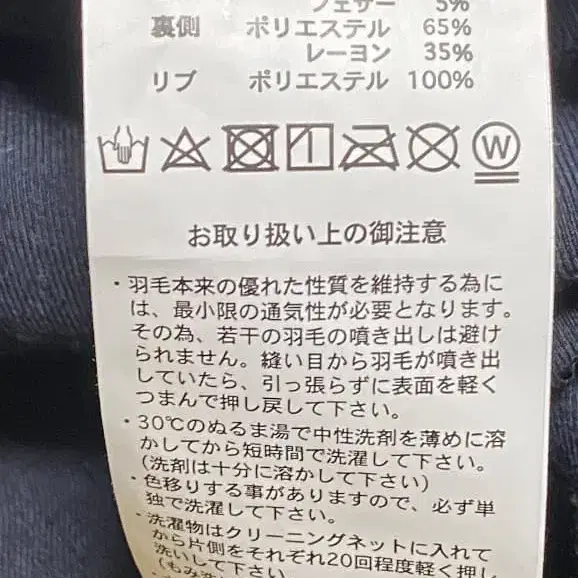 フェザー 5%
裏側 ポリエステル 65%
レーヨン 35%
リブ ポリエステル 100%
W
お取り扱い上の御注意
・羽毛本来の優れた性質を維持する為に
は、最小限の通気性が必要となります。
その為、若干の羽毛の噴き出しは避け
られません。縫い目から羽毛が噴き出
していたら、引っ張らずに表面を軽く
つまんで押し戻して下さい。
・30℃のぬるま湯で中性洗剤を薄めに溶
かしてから短時間で洗濯して下さい。
(洗剤は十分に溶かして下さい)
・色移りする事がありますので、必ず単
独で洗濯して下さい。
・洗濯物はクリーニングネットに入れて
から片側をそれぞれ20回程度軽く押し
洗いして下さい。